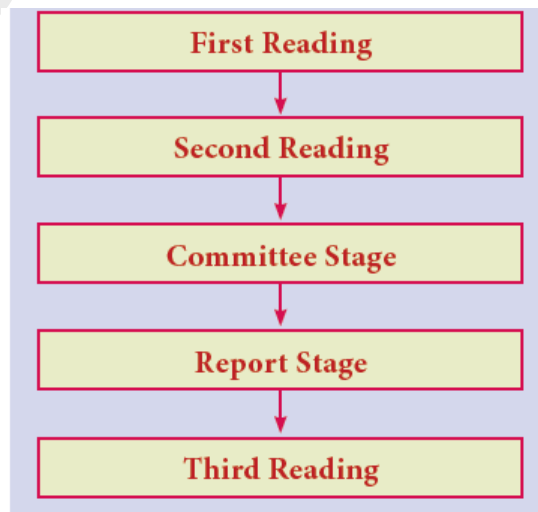 First Reading
Second Reading
Committee Stage
Report Stage
Third Reading